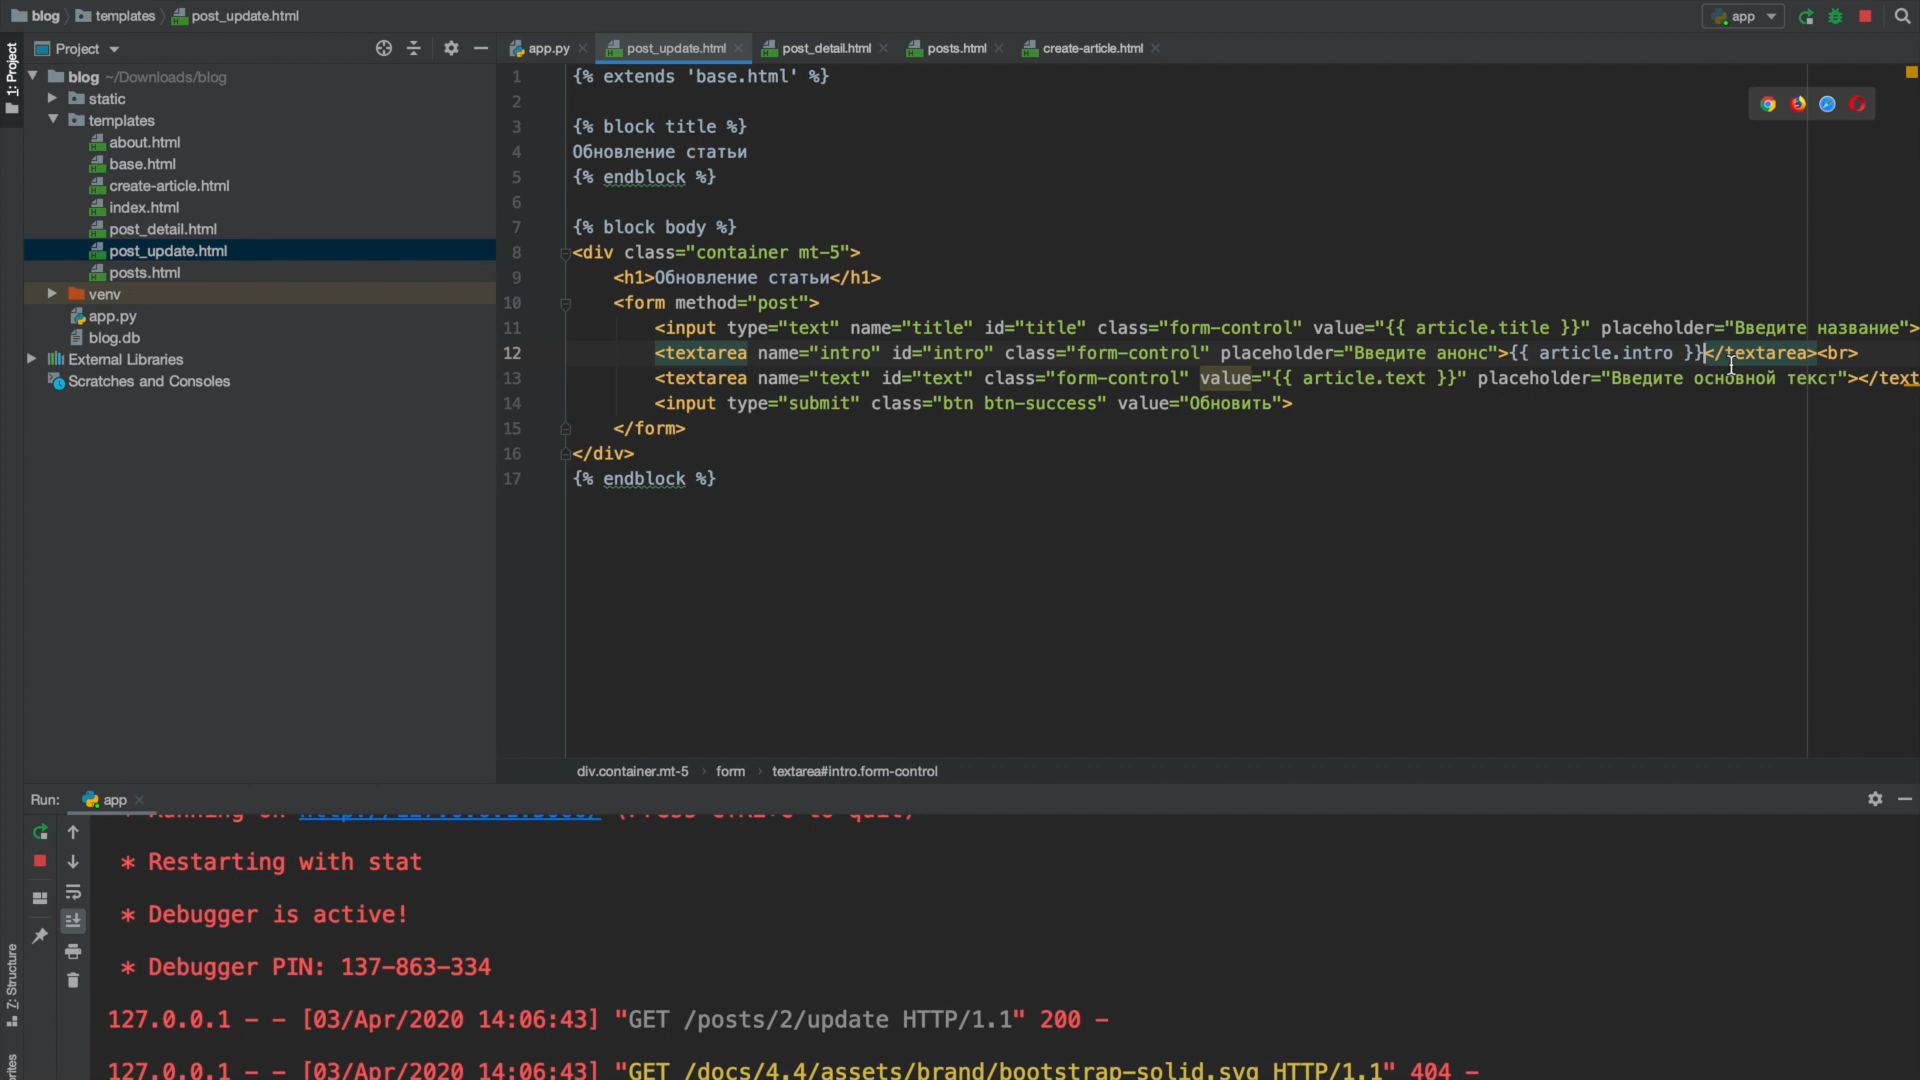 blog templates post_update.html app
1: Project
Project
app.py post_update.html post_detail.html posts.html create-article.html
blog ~/Downloads/blog
static
templates
about.html
base.html
create-article.html
index.html
post_detail.html
post_update.html
posts.html
venv
app.py
blog.db
External Libraries
Scratches and Consoles
1 {% extends 'base.html' %}
2
3 {% block title %}
4 Обновление статьи
5 {% endblock %}
6
7 {% block body %}
8 <div class="container mt-5">
9 <h1>Обновление статьи</h1>
10 <form method="post">
11 <input type="text" name="title" id="title" class="form-control" value="{{ article.title }}" placeholder="Введите название">
12 <textarea name="intro" id="intro" class="form-control" placeholder="Введите анонс">{{ article.intro }}</textarea><br>
13 <textarea name="text" id="text" class="form-control" value="{{ article.text }}" placeholder="Введите основной текст"></text
14 <input type="submit" class="btn btn-success" value="Обновить">
15 </form>
16 </div>
17 {% endblock %}
div.container.mt-5 › form › textarea#intro.form-control
Run: app
* Restarting with stat
* Debugger is active!
* Debugger PIN: 137-863-334
127.0.0.1 - - [03/Apr/2020 14:06:43] "GET /posts/2/update HTTP/1.1" 200 -
127.0.0.1 - - [03/Apr/2020 14:06:43] "GET /docs/4.4/assets/brand/bootstrap-solid.svg HTTP/1.1" 404 -
Z: Structure